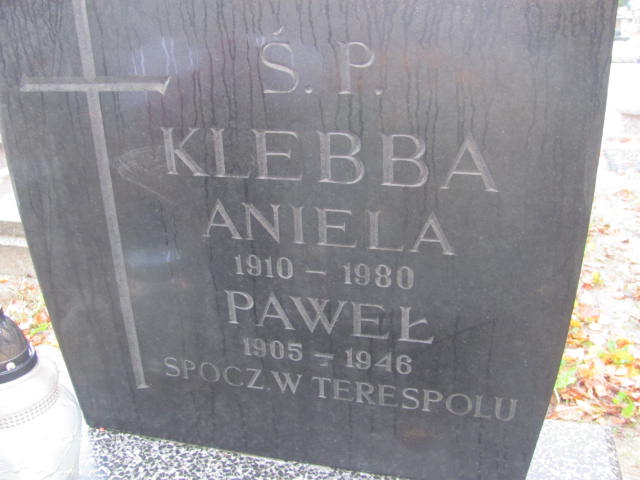 Ś. P.
KLEBBA
ANIELA
1910 – 1980
PAWEŁ
1905 – 1946
SPOCZ. W TERESPOLU